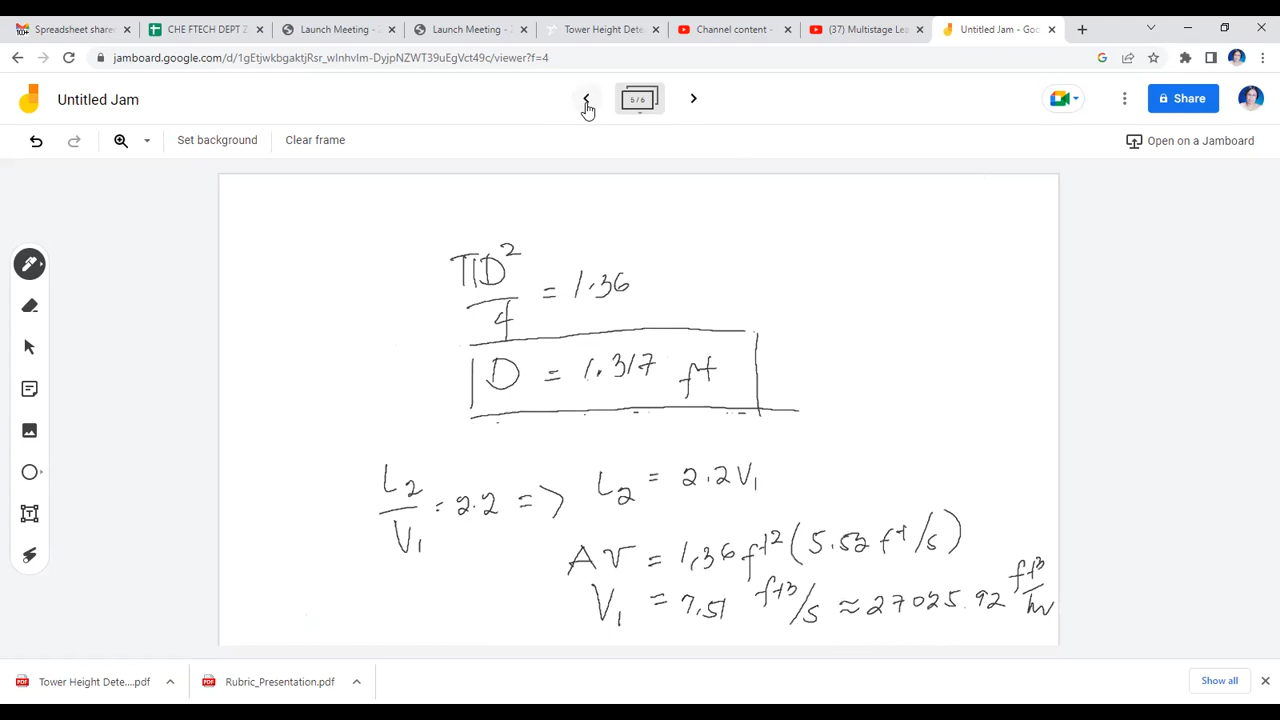 Spreadsheet share
CHE FTECH DEPT Z
Launch Meeting -
Launch Meeting -
Tower Height Dete
Channel content -
(37) Multistage Lea
Untitled Jam - Goo
jamboard.google.com/d/1gEtjwkbgaktjRsr_wInhvIm-DyjpNZWT39uEgVct49c/viewer?f=4
Untitled Jam
5 / 6
Share
Set background
Clear frame
Open on a Jamboard
πD²/4 = 1.36
D = 1.317 ft
L₂/V₁ = 2.2 => L₂ = 2.2V₁
AV = 1.36 ft² (5.52 ft/s)
V₁ = 7.51 ft³/s ≈ 27025.92 ft³/hr
Tower Height Dete....pdf
Rubric_Presentation.pdf
Show all